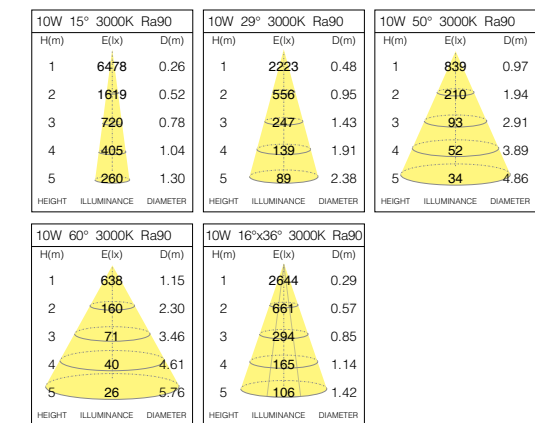 10W 15° 3000K Ra90
H(m) E(lx) D(m)
1 6478 0.26
2 1619 0.52
3 720 0.78
4 405 1.04
5 260 1.30
HEIGHT ILLUMINANCE DIAMETER
10W 29° 3000K Ra90
H(m) E(lx) D(m)
1 2223 0.48
2 556 0.95
3 247 1.43
4 139 1.91
5 89 2.38
HEIGHT ILLUMINANCE DIAMETER
10W 50° 3000K Ra90
H(m) E(lx) D(m)
1 839 0.97
2 210 1.94
3 93 2.91
4 52 3.89
5 34 4.86
HEIGHT ILLUMINANCE DIAMETER
10W 60° 3000K Ra90
H(m) E(lx) D(m)
1 638 1.15
2 160 2.30
3 71 3.46
4 40 4.61
5 26 5.76
HEIGHT ILLUMINANCE DIAMETER
10W 16°x36° 3000K Ra90
H(m) E(lx) D(m)
1 2644 0.29
2 661 0.57
3 294 0.85
4 165 1.14
5 106 1.42
HEIGHT ILLUMINANCE DIAMETER